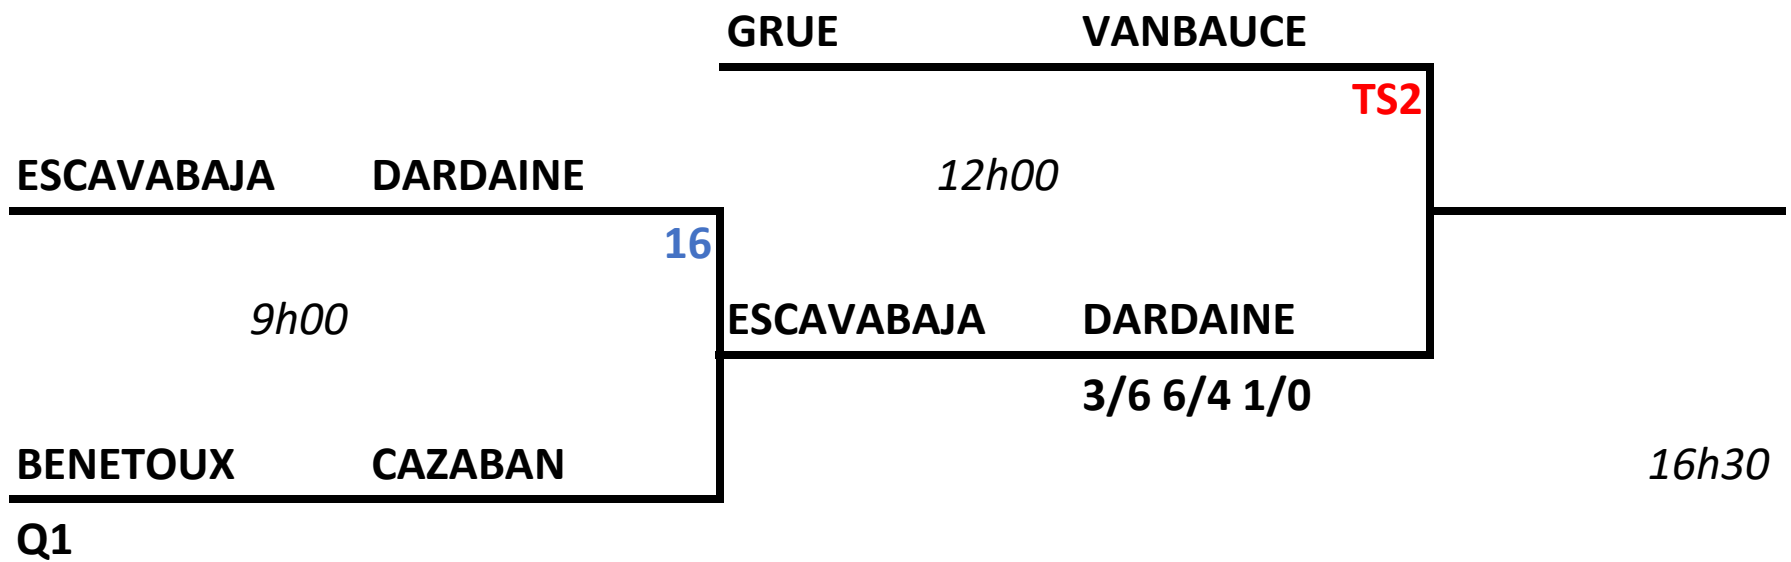 GRUE VANBAUCE
TS2
ESCAVABAJA DARDAINE 12h00
16
9h00 ESCAVABAJA DARDAINE
3/6 6/4 1/0
BENETOUX CAZABAN 16h30
Q1